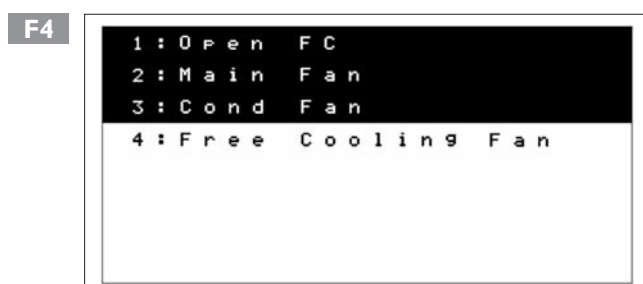 F4
1:Open FC
2:Main Fan
3:Cond Fan
4:Free Cooling Fan